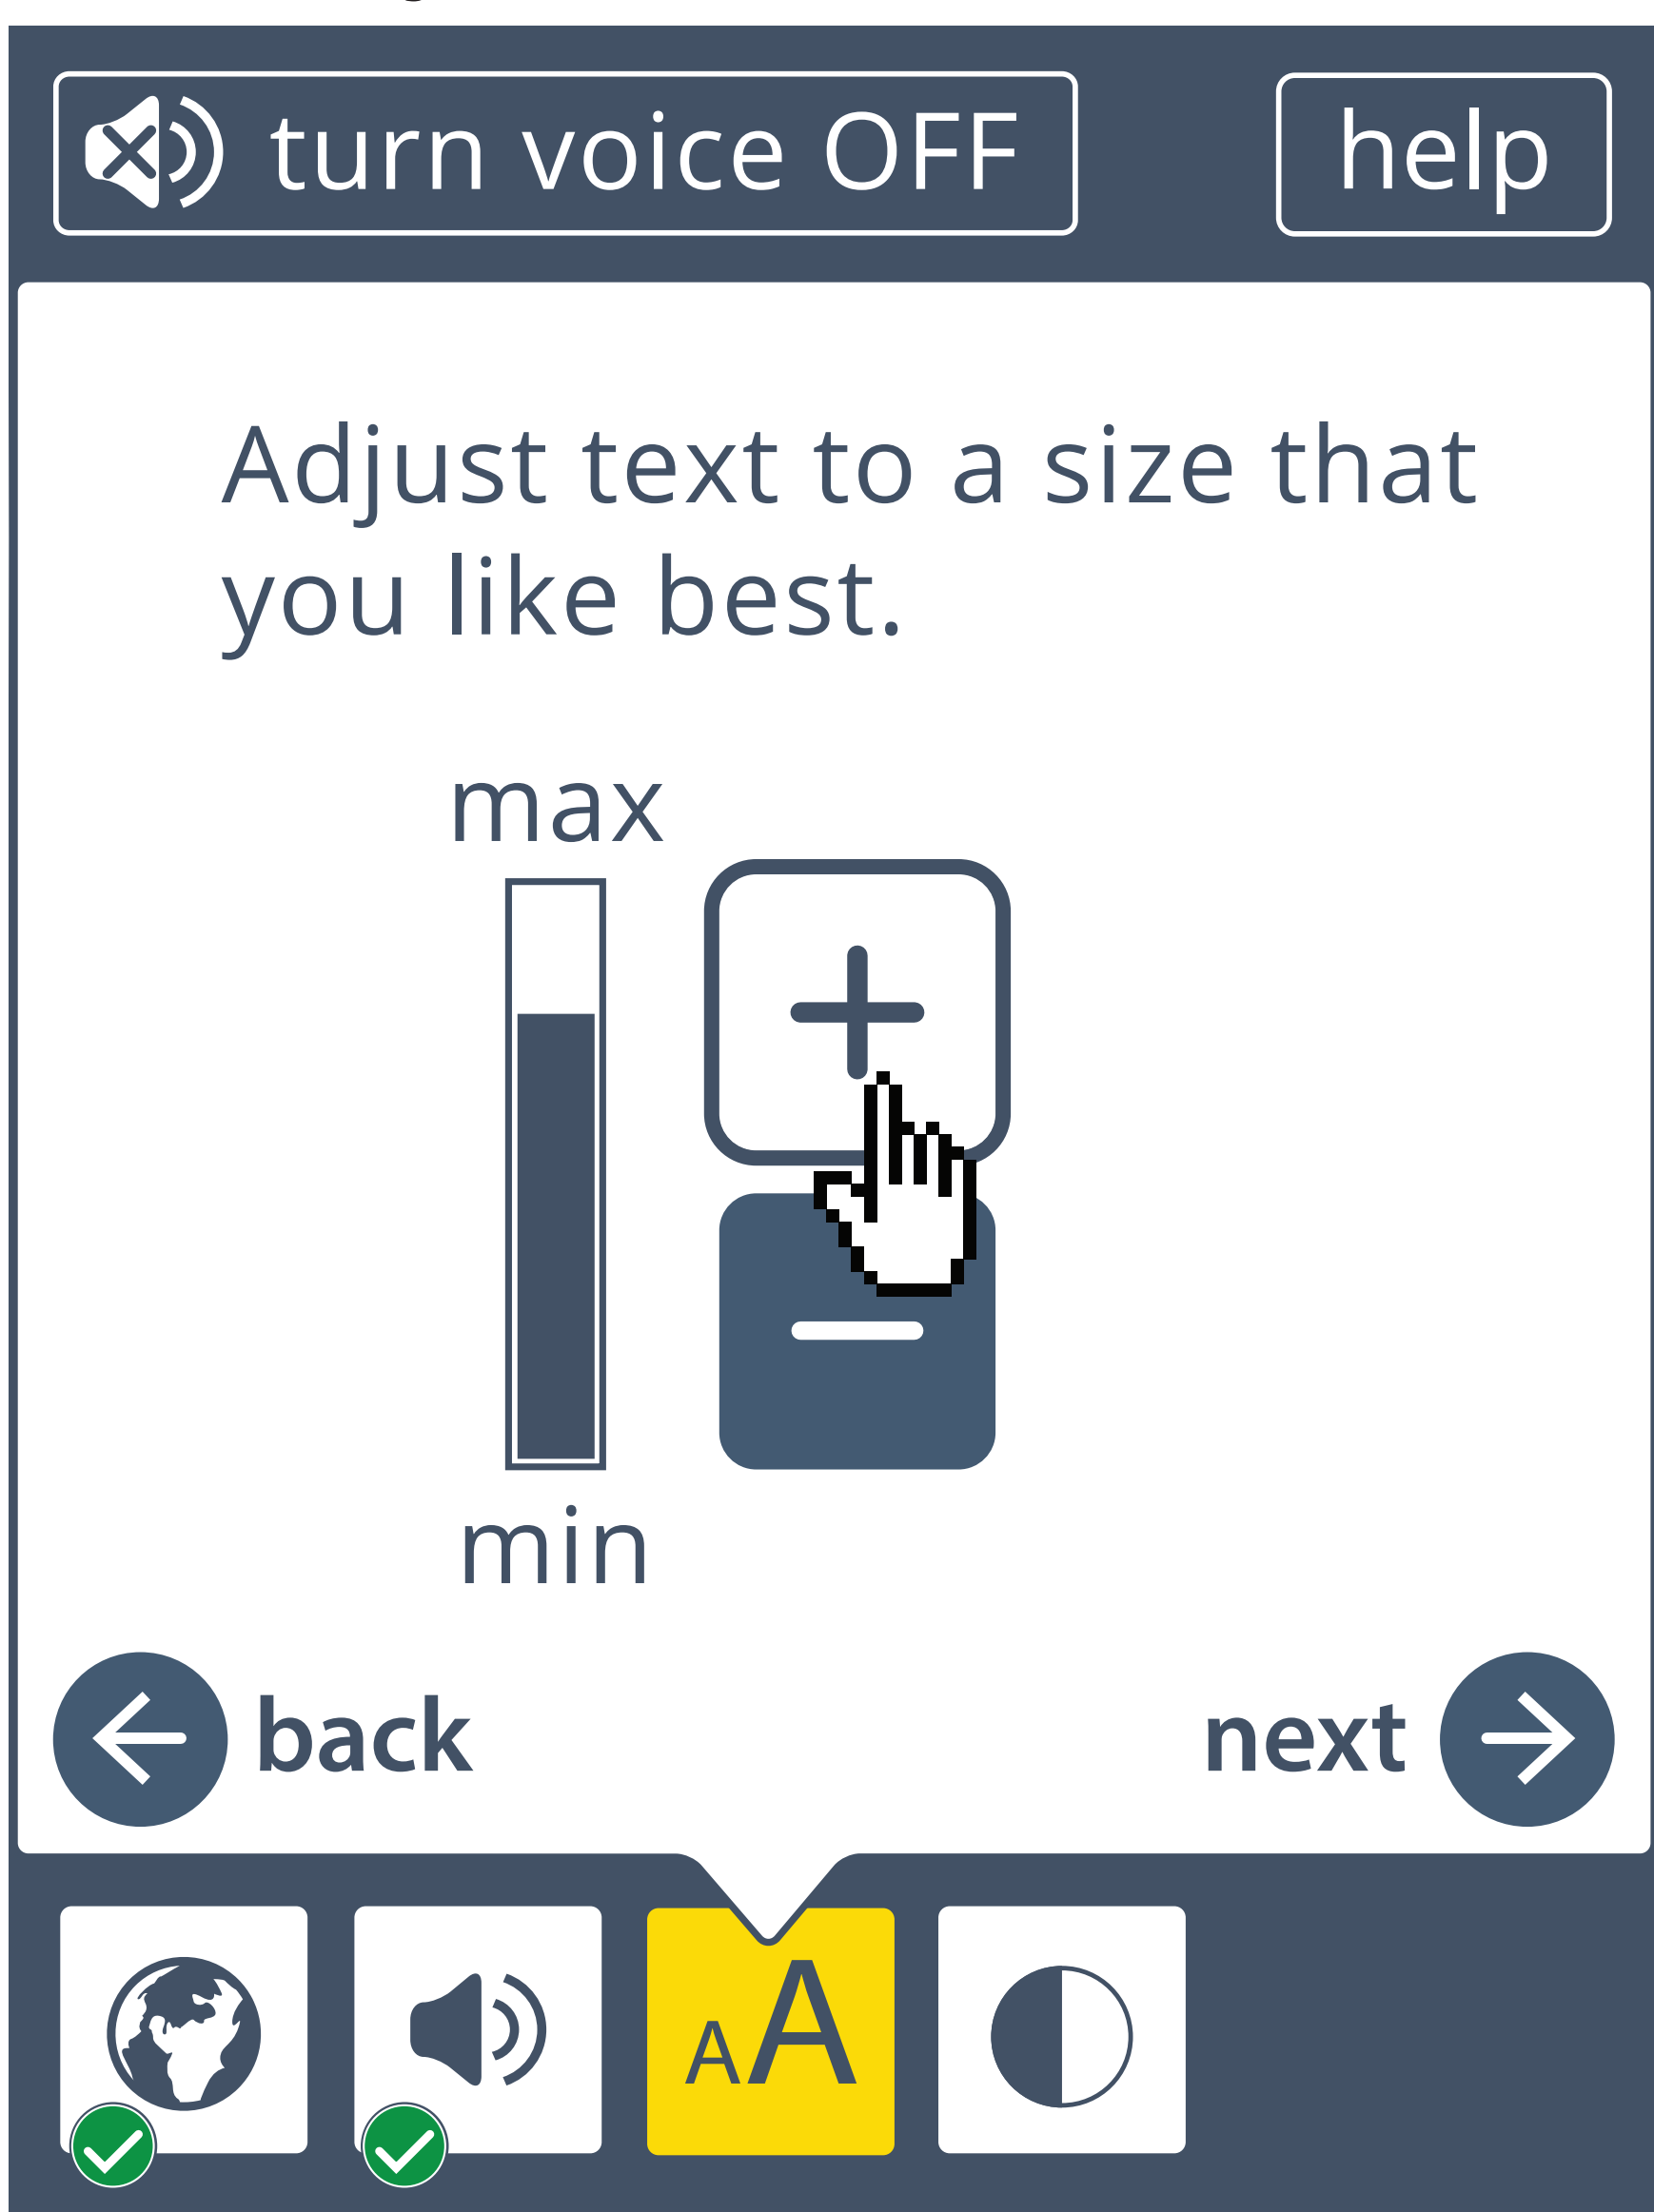 turn voice OFF
help
Adjust text to a size that
you like best.
max
+
−
min
back
next
AA